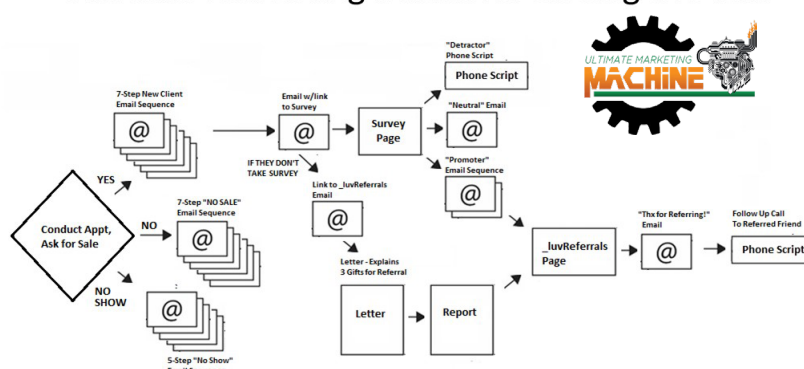 "Detractor"
Phone Script
Phone Script
ULTIMATE MARKETING
MACHINE
7-Step New Client
Email Sequence
@
Email w/link
to Survey
@
Survey
Page
"Neutral" Email
@
IF THEY DON'T
TAKE SURVEY
"Promoter"
Email Sequence
@
YES
Link to _luvReferrals
Email
@
7-Step "NO SALE"
Email Sequence
@
Conduct Appt,
Ask for Sale
NO
"Thx for Referring!"
Email
@
Follow Up Call
To Referred Friend
Phone Script
_luvReferrals
Page
Letter - Explains
3 Gifts for Referral
NO
SHOW
@
Letter
Report
5-Step "No Show"